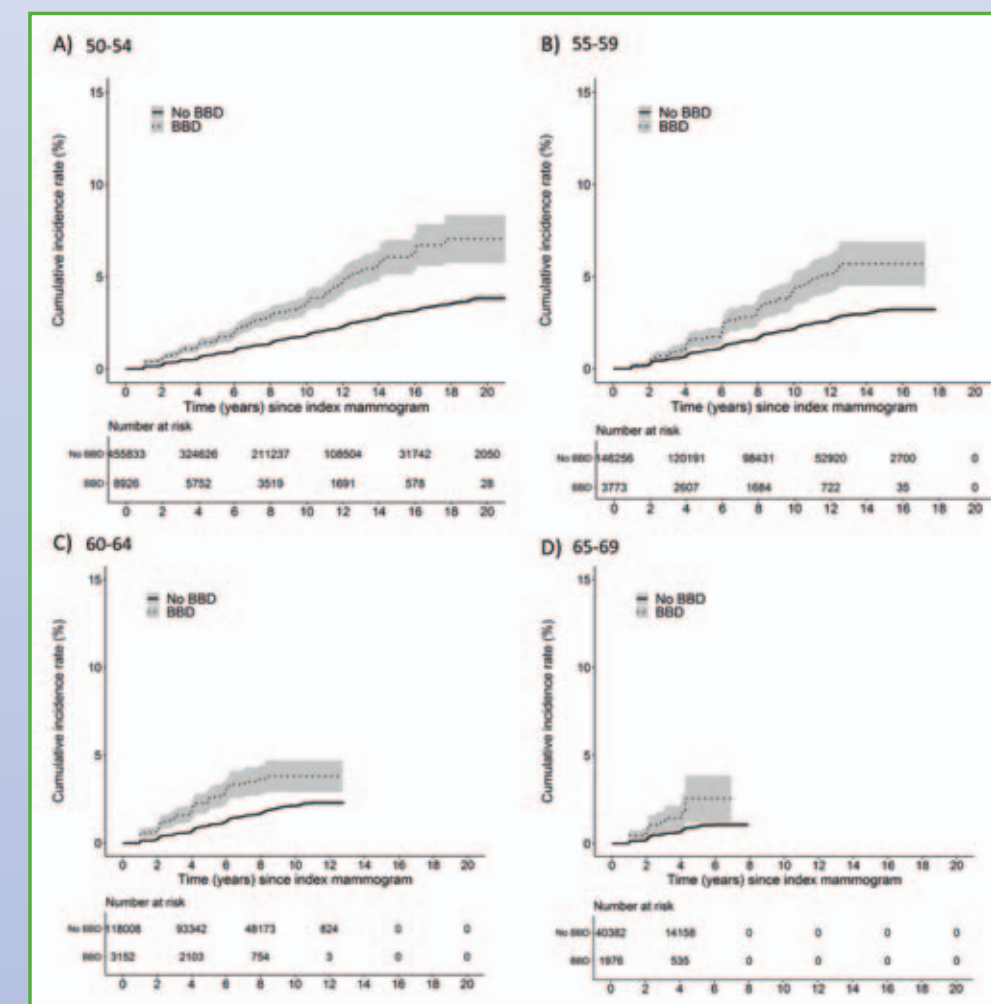 A) 50-54
15
10
5
0
No BBD
BBD
Cumulative incidence rate (%)
0 2 4 6 8 10 12 14 16 18 20
Time (years) since index mammogram
Number at risk
No BBD 455833 324626 211237 108504 31742 2050
BBD 8926 5752 3519 1691 578 28
0 2 4 6 8 10 12 14 16 18 20
B) 55-59
15
10
5
0
No BBD
BBD
Cumulative incidence rate (%)
0 2 4 6 8 10 12 14 16 18 20
Time (years) since index mammogram
Number at risk
No BBD 148256 120191 98431 52920 2700 0
BBD 3773 2607 1684 722 35 0
0 2 4 6 8 10 12 14 16 18 20
C) 60-64
15
10
5
0
No BBD
BBD
Cumulative incidence rate (%)
0 2 4 6 8 10 12 14 16 18 20
Time (years) since index mammogram
Number at risk
No BBD 118008 93342 48173 624 0 0
BBD 3152 2103 754 3 0 0
0 2 4 6 8 10 12 14 16 18 20
D) 65-69
15
10
5
0
No BBD
BBD
Cumulative incidence rate (%)
0 2 4 6 8 10 12 14 16 18 20
Time (years) since index mammogram
Number at risk
No BBD 40382 14158 0 0 0 0
BBD 1976 535 0 0 0 0
0 2 4 6 8 10 12 14 16 18 20